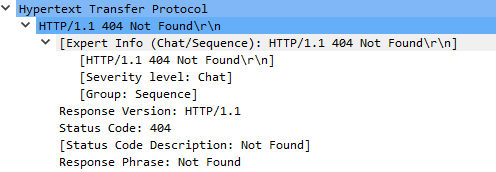 Hypertext Transfer Protocol
HTTP/1.1 404 Not Found\r\n
[Expert Info (Chat/Sequence): HTTP/1.1 404 Not Found\r\n]
[HTTP/1.1 404 Not Found\r\n]
[Severity level: Chat]
[Group: Sequence]
Response Version: HTTP/1.1
Status Code: 404
[Status Code Description: Not Found]
Response Phrase: Not Found